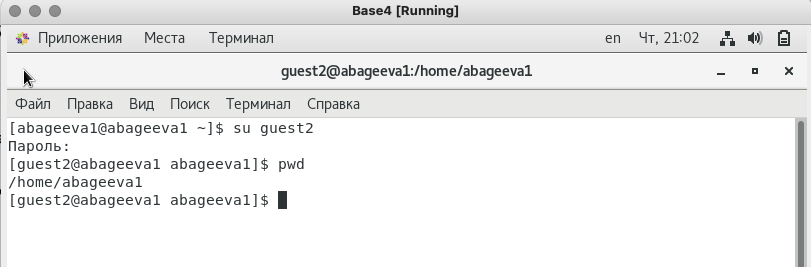 Base4 [Running]
Приложения Места Терминал en Чт, 21:02
guest2@abageeva1:/home/abageeva1
Файл Правка Вид Поиск Терминал Справка
[abageeva1@abageeva1 ~]$ su guest2
Пароль:
[guest2@abageeva1 abageeva1]$ pwd
/home/abageeva1
[guest2@abageeva1 abageeva1]$